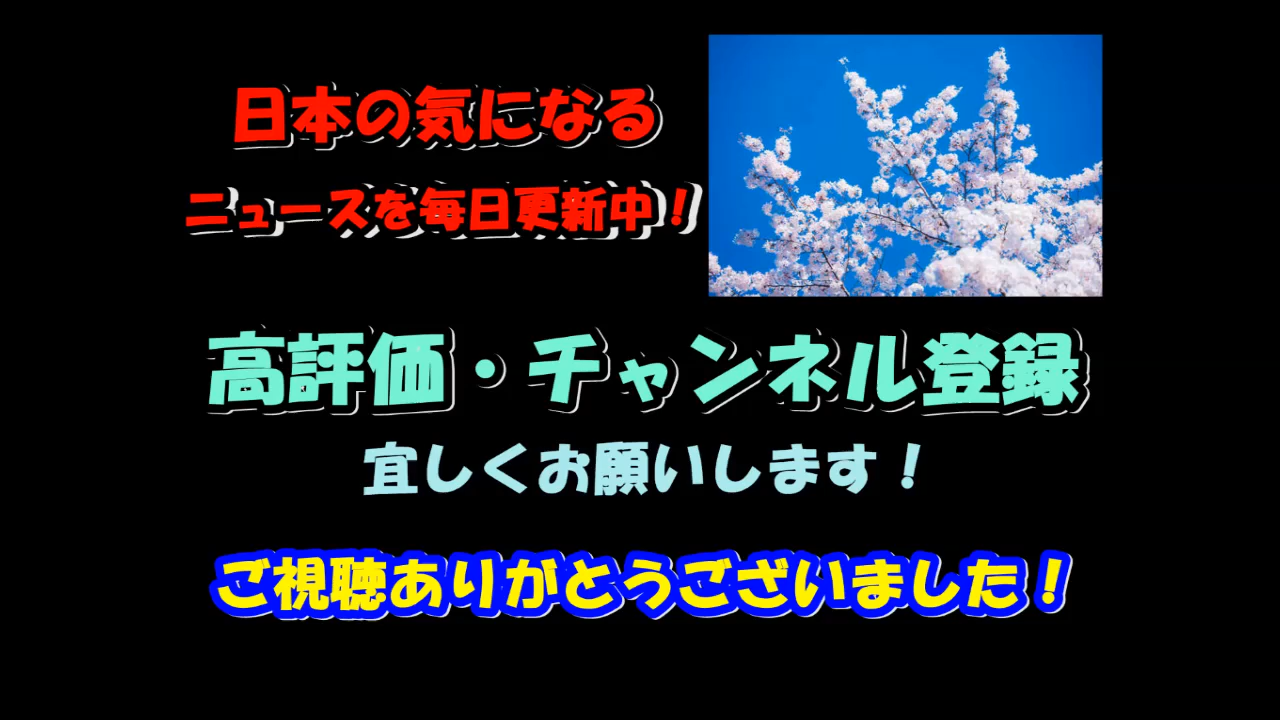 日本の気になる
ニュースを毎日更新中！
高評価・チャンネル登録
宜しくお願いします！
ご視聴ありがとうございました！